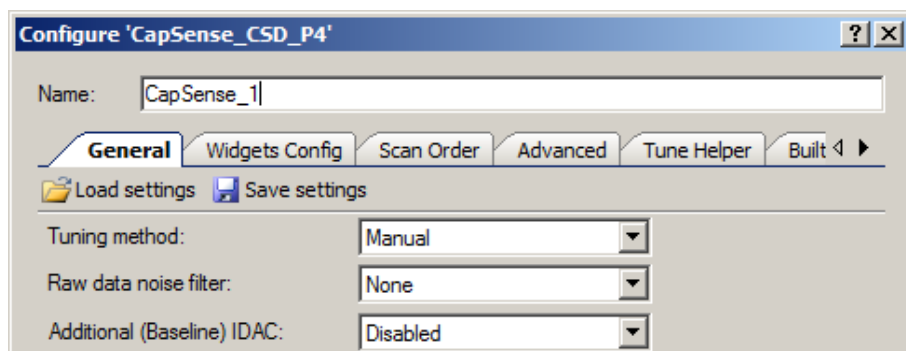 Configure 'CapSense_CSD_P4'
Name: CapSense_1
General Widgets Config Scan Order Advanced Tune Helper Built
Load settings Save settings
Tuning method: Manual
Raw data noise filter: None
Additional (Baseline) IDAC: Disabled